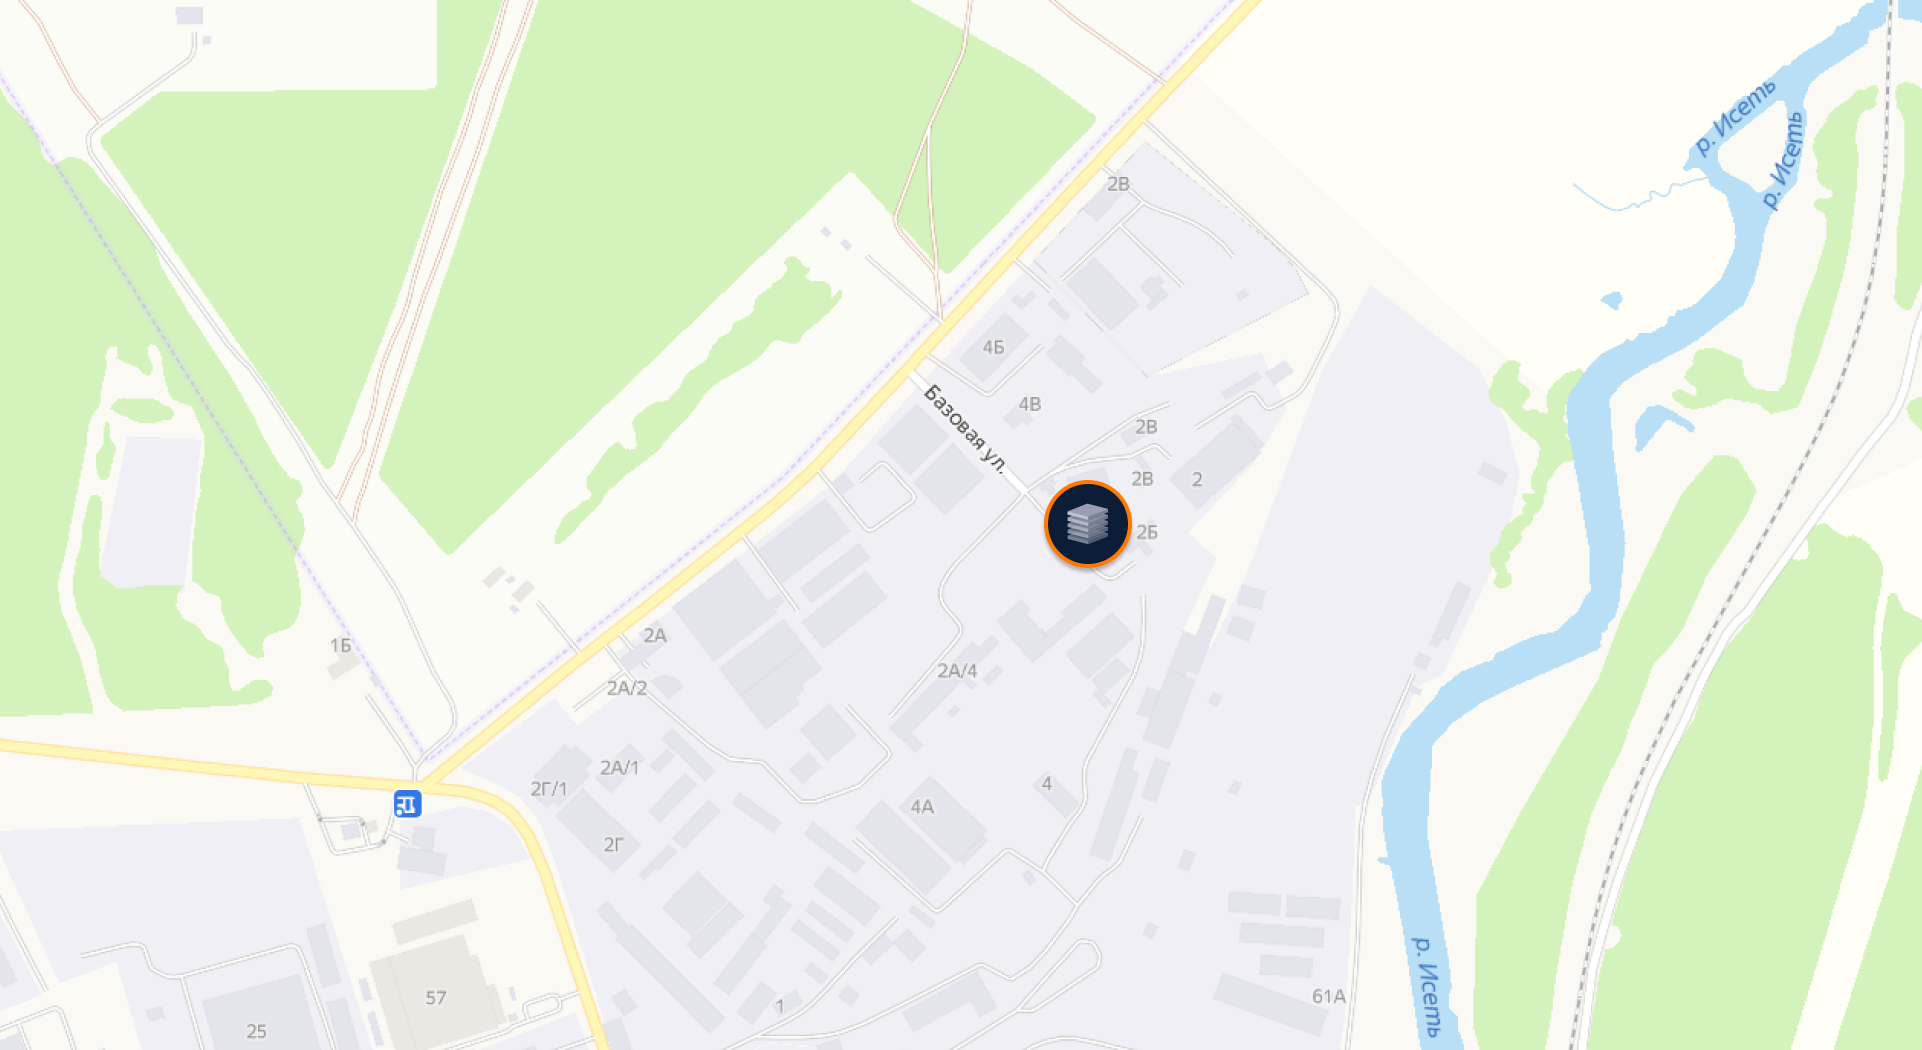 р. Исеть
р. Исеть
2В
4Б
4В
Базовая ул.
2В
2В
2
2Б
1Б
2А
2А/4
2А/2
2А/1
2Г/1
4
4А
2Г
р. Исеть
57
61А
1
25